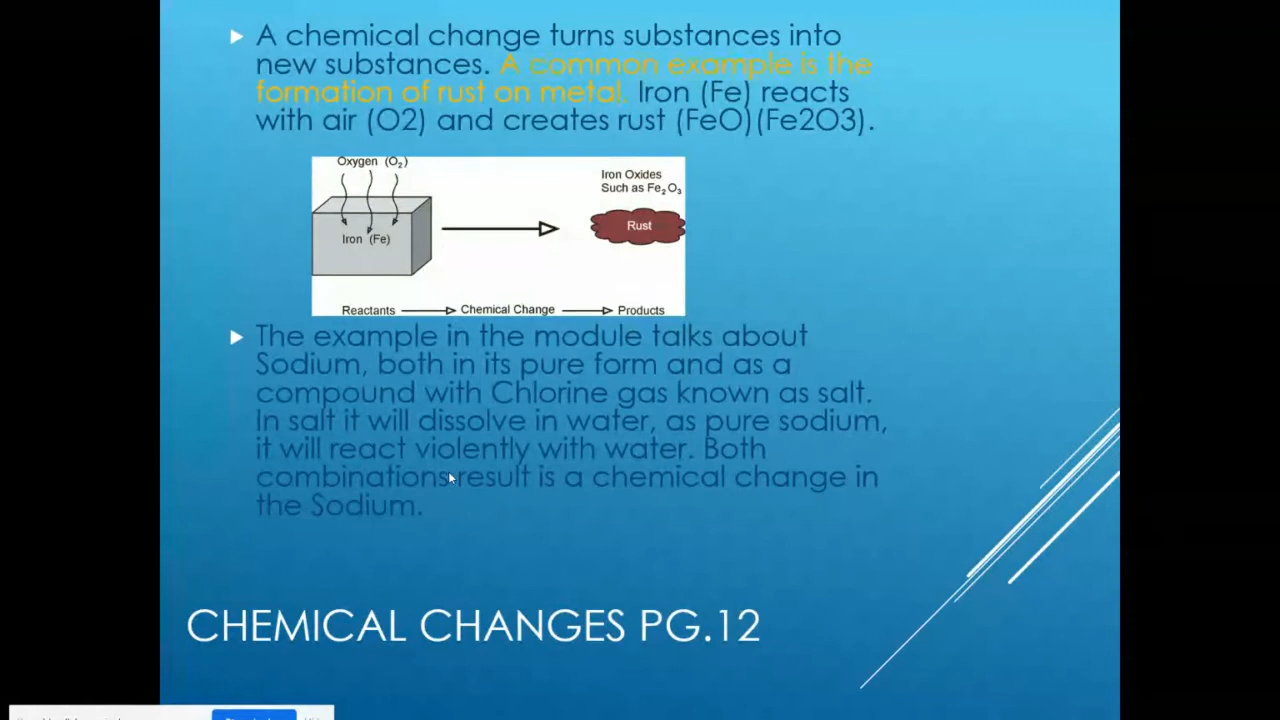 A chemical change turns substances into
new substances. A common example is the
formation of rust on metal. Iron (Fe) reacts
with air (O2) and creates rust (FeO)(Fe2O3).
Oxygen (O2)
Iron Oxides
Such as Fe2O3
Rust
Iron (Fe)
Reactants Chemical Change Products
The example in the module talks about
Sodium, both in its pure form and as a
compound with Chlorine gas known as salt.
In salt it will dissolve in water, as pure sodium,
it will react violently with water. Both
combinations result is a chemical change in
the Sodium.
CHEMICAL CHANGES PG.12